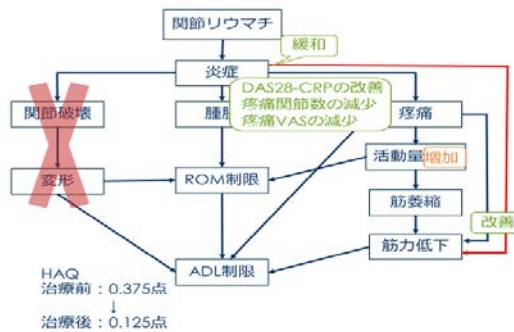 関節リウマチ
緩和
炎症
DAS28-CRPの改善
疼痛関節数の減少
疼痛VASの減少
関節破壊
疼痛
活動量
増加
変形
ROM制限
筋萎縮
改善
筋力低下
ADL制限
HAQ
治療前：0.375点
↓
治療後：0.125点